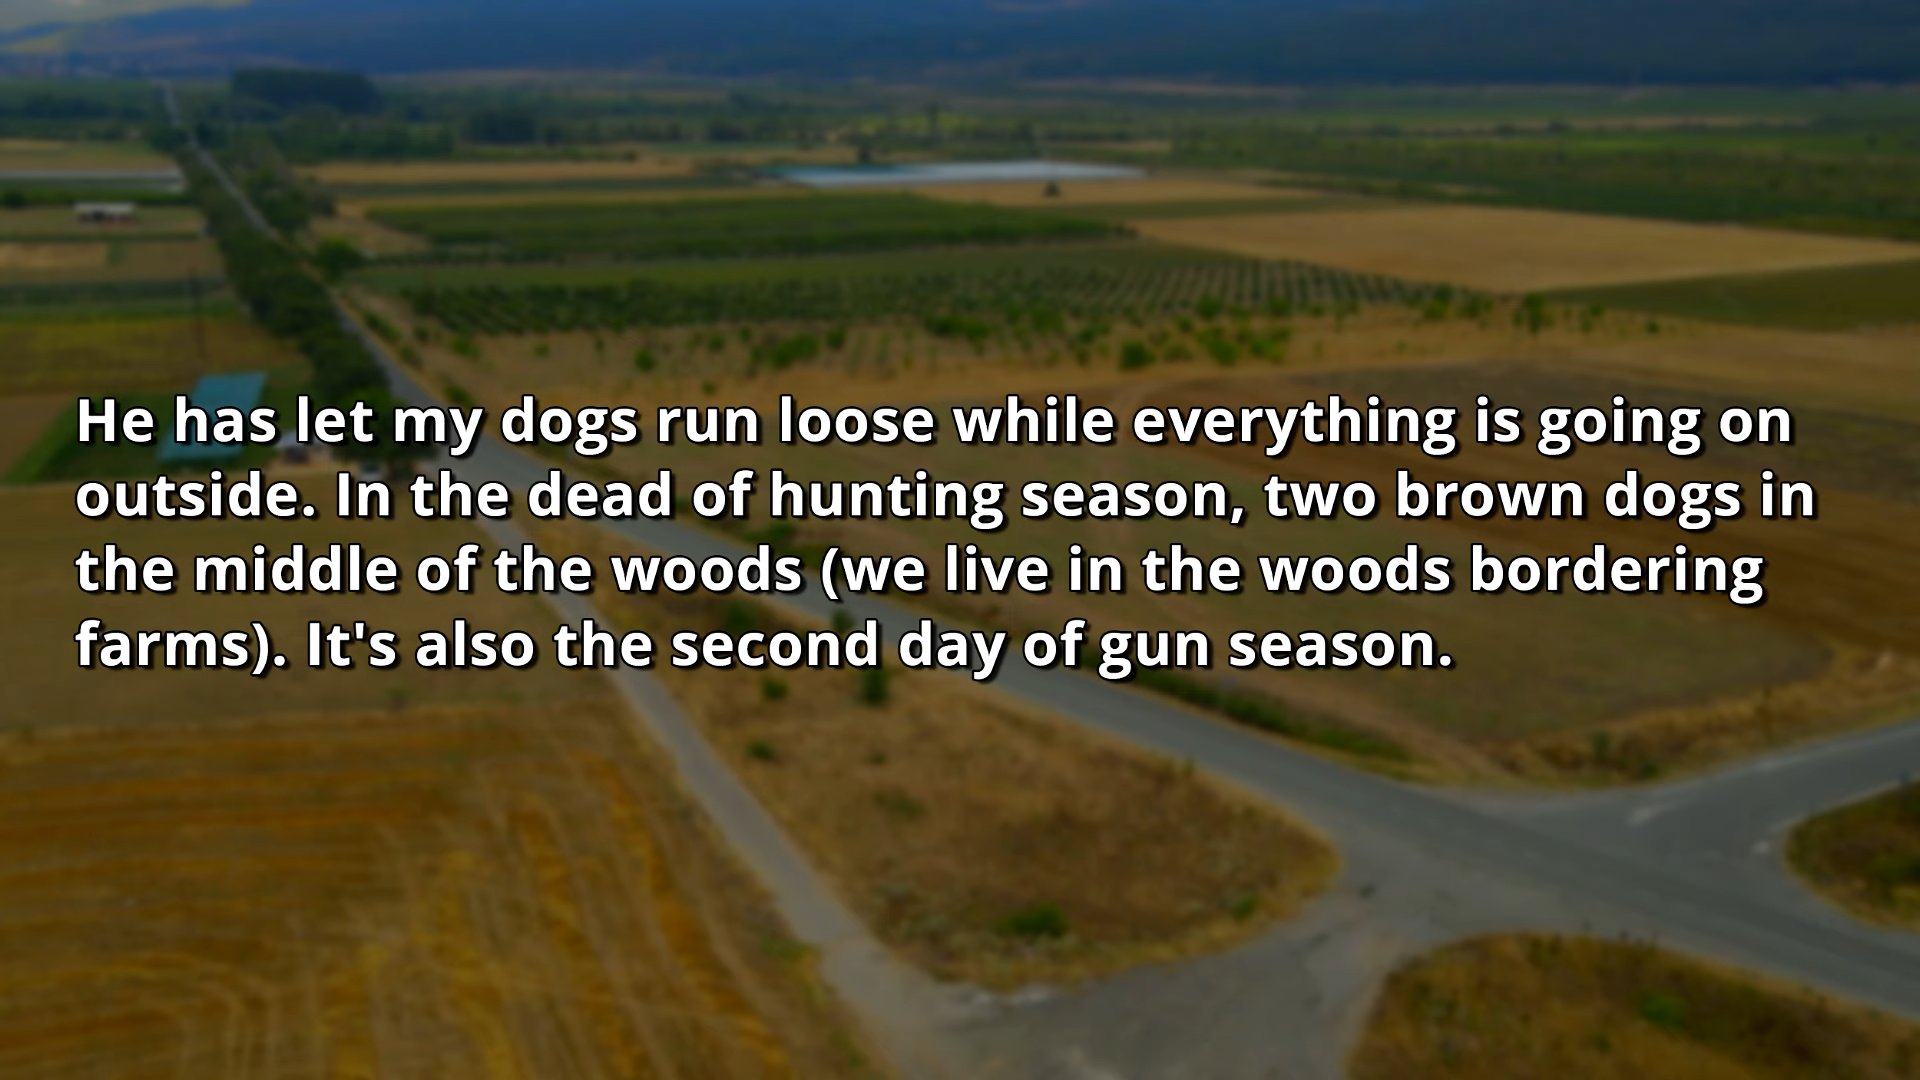 He has let my dogs run loose while everything is going on
outside. In the dead of hunting season, two brown dogs in
the middle of the woods (we live in the woods bordering
farms). It's also the second day of gun season.